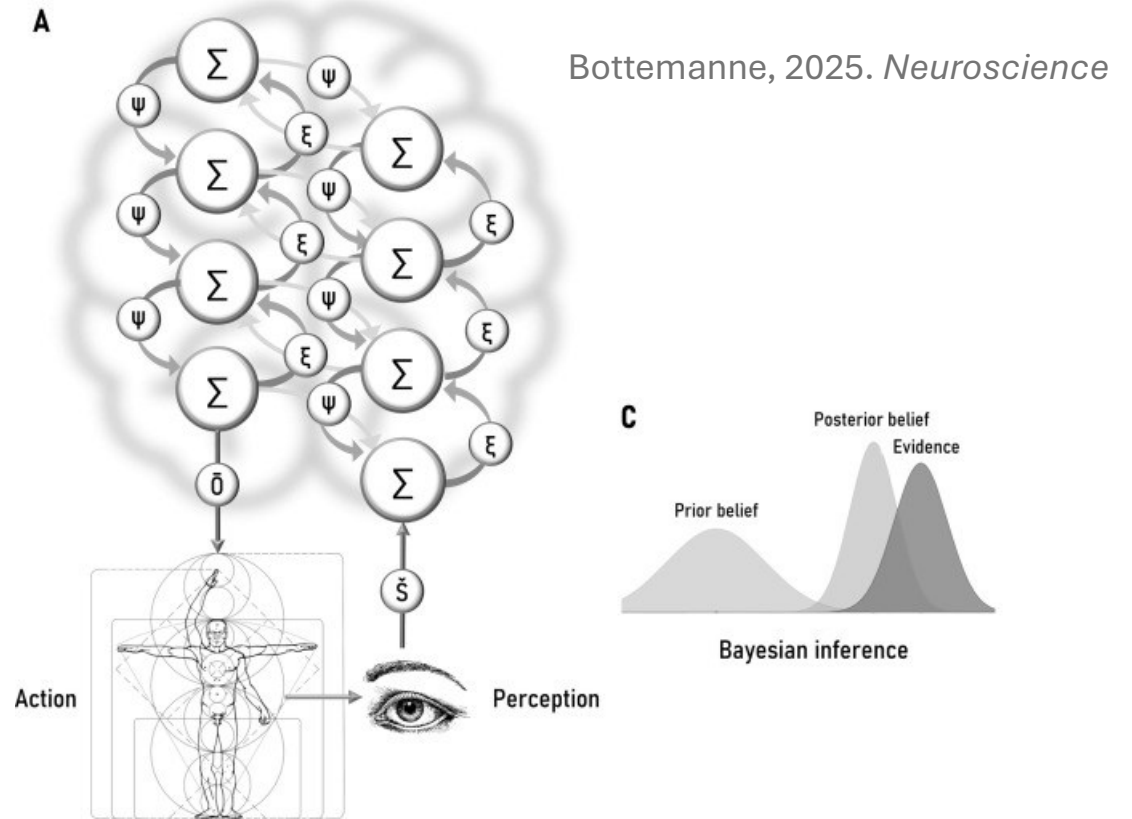 A
Bottemanne, 2025. Neuroscience
Σ
ψ
ψ
ξ
Σ
Σ
ψ
ψ
ξ
ξ
Σ
Σ
ψ
ψ
ξ
ξ
Σ
Σ
ψ
ξ
Σ
Ō
Š
Action
Perception
C
Posterior belief
Evidence
Prior belief
Bayesian inference